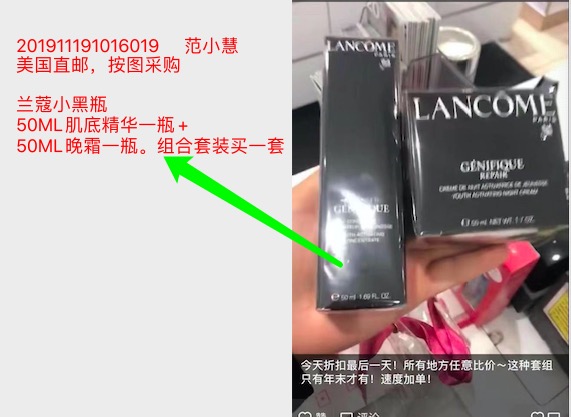 201911191016019 范小慧
美国直邮，按图采购
兰蔻小黑瓶
50ML肌底精华一瓶+
50ML晚霜一瓶。组合套装买一套
LANCÔME
PARIS
GÉNIFIQUE
50 ml 1.69 FL. OZ.
LANCÔME
PARIS
GÉNIFIQUE
REPAIR
CRÈME DE NUIT ACTIVATRICE DE JEUNESSE
YOUTH ACTIVATING NIGHT CREAM
50 ml NET WT. 1.7 OZ.
今天折扣最后一天！所有地方任意比价～这种套组
只有年末才有！速度加单！
赞 评论